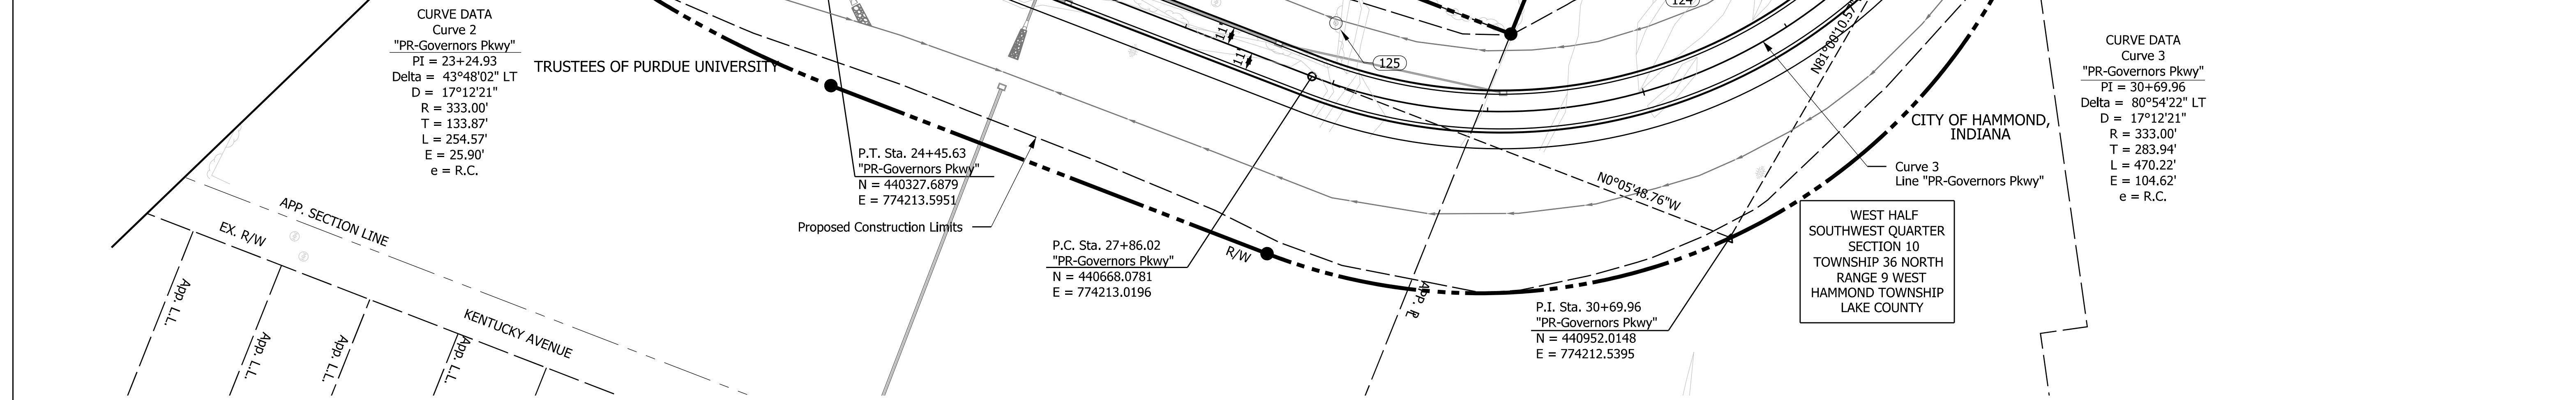 CURVE DATA
Curve 2
"PR-Governors Pkwy"
PI = 23+24.93
Delta = 43°48'02" LT
D = 17°12'21"
R = 333.00'
T = 133.87'
L = 254.57'
E = 25.90'
e = R.C.
TRUSTEES OF PURDUE UNIVERSITY
P.T. Sta. 24+45.63
"PR-Governors Pkwy"
N = 440327.6879
E = 774213.5951
Proposed Construction Limits
APP. SECTION LINE
EX. R/W
KENTUCKY AVENUE
App. L.L.
App. L.L.
App. L.L.
App. L.L.
11'
11'
125
124
P.C. Sta. 27+86.02
"PR-Governors Pkwy"
N = 440668.0781
E = 774213.0196
R/W
N0°05'48.76"W
N81°00'10.57"
P.I. Sta. 30+69.96
"PR-Governors Pkwy"
N = 440952.0148
E = 774212.5395
CITY OF HAMMOND,
INDIANA
Curve 3
Line "PR-Governors Pkwy"
WEST HALF
SOUTHWEST QUARTER
SECTION 10
TOWNSHIP 36 NORTH
RANGE 9 WEST
HAMMOND TOWNSHIP
LAKE COUNTY
CURVE DATA
Curve 3
"PR-Governors Pkwy"
PI = 30+69.96
Delta = 80°54'22" LT
D = 17°12'21"
R = 333.00'
T = 283.94'
L = 470.22'
E = 104.62'
e = R.C.